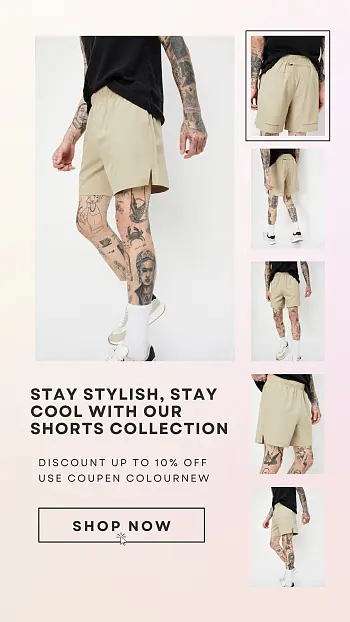 STAY STYLISH, STAY
COOL WITH OUR
SHORTS COLLECTION
DISCOUNT UP TO 10% OFF
USE COUPEN COLOURNEW
SHOP NOW